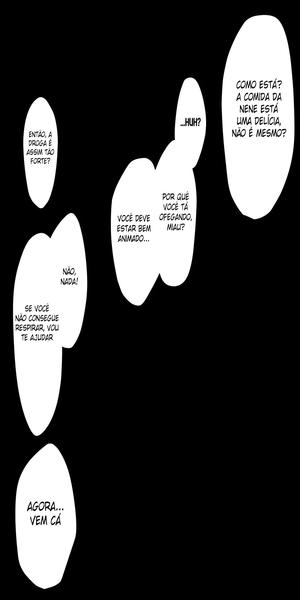 COMO ESTÁ?
A COMIDA DA
NENE ESTÁ
UMA DELÍCIA,
NÃO É MESMO?
...HUH?
POR QUÊ
VOCÊ TÁ
OFEGANDO,
MIAU?
VOCÊ DEVE
ESTAR BEM
ANIMADO...
ENTÃO, A
DROGA É
ASSIM TÃO
FORTE?
NÃO,
NADA!
SE VOCÊ
NÃO CONSEGUE
RESPIRAR, VOU
TE AJUDAR
AGORA...
VEM CÁ